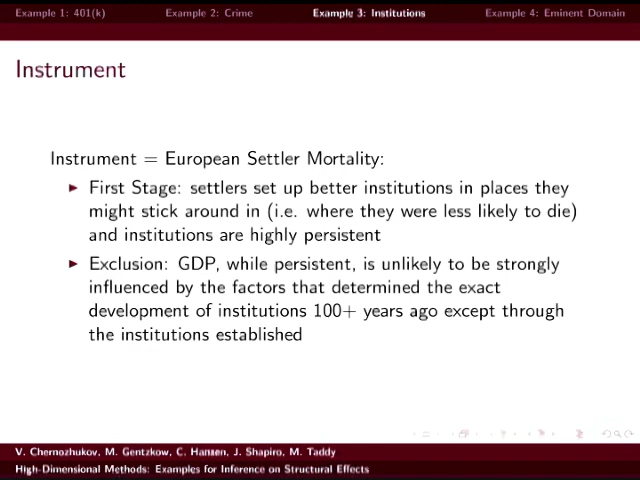 Example 1: 401(k) Example 2: Crime Example 3: Institutions Example 4: Eminent Domain
Instrument
Instrument = European Settler Mortality:
► First Stage: settlers set up better institutions in places they
might stick around in (i.e. where they were less likely to die)
and institutions are highly persistent
► Exclusion: GDP, while persistent, is unlikely to be strongly
influenced by the factors that determined the exact
development of institutions 100+ years ago except through
the institutions established
V. Chernozhukov, M. Gentzkow, C. Hansen, J. Shapiro, M. Taddy
High-Dimensional Methods: Examples for Inference on Structural Effects